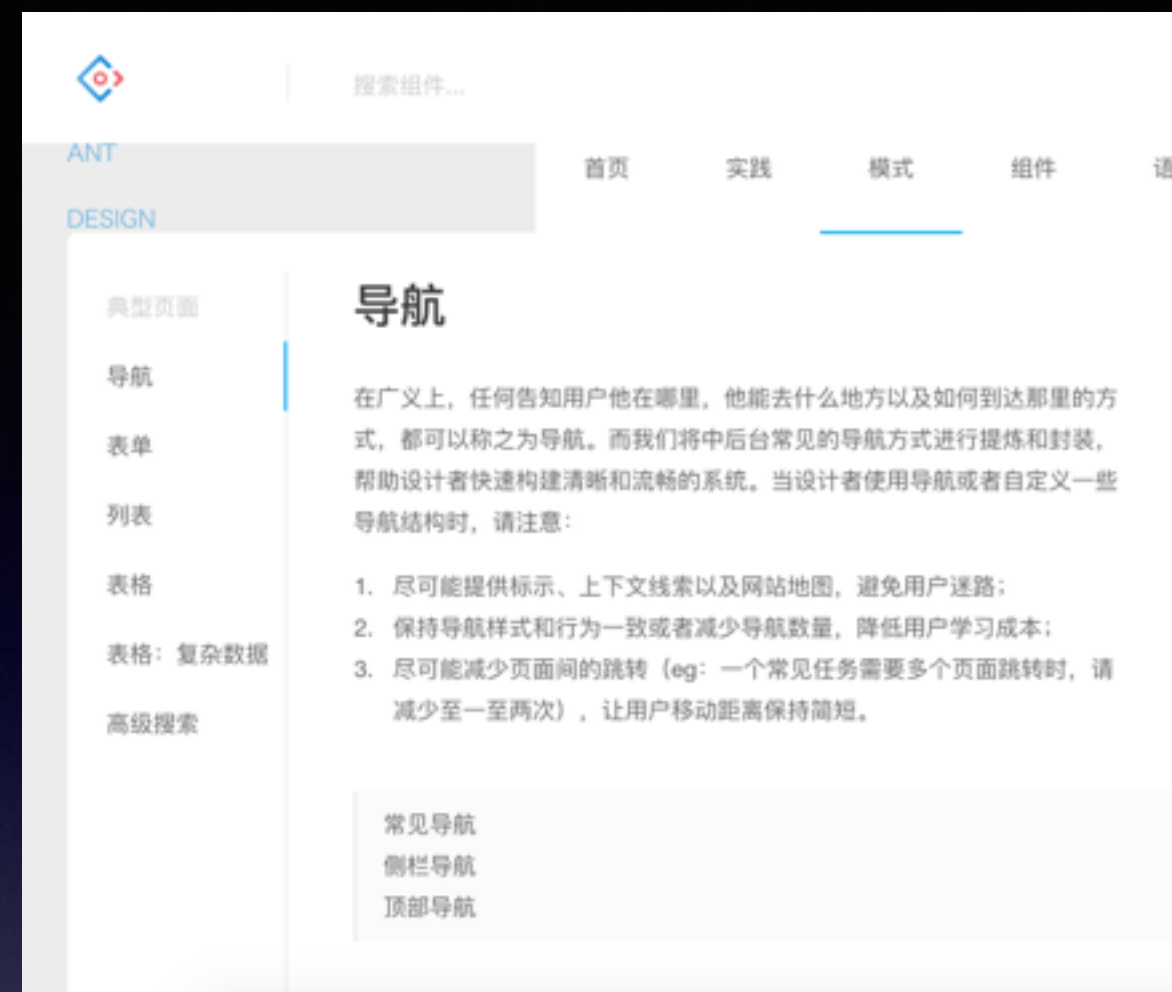 搜索组件...
ANT
DESIGN
首页 实践 模式 组件 语
典型页面
导航
表单
列表
表格
表格：复杂数据
高级搜索
导航
在广义上，任何告知用户他在哪里，他能去什么地方以及如何到达那里的方
式，都可以称之为导航。而我们将中后台常见的导航方式进行提炼和封装，
帮助设计者快速构建清晰和流畅的系统。当设计者使用导航或者自定义一些
导航结构时，请注意：
1. 尽可能提供标示、上下文线索以及网站地图，避免用户迷路；
2. 保持导航样式和行为一致或者减少导航数量，降低用户学习成本；
3. 尽可能减少页面间的跳转（eg：一个常见任务需要多个页面跳转时，请
减少至一至两次），让用户移动距离保持简短。
常见导航
侧栏导航
顶部导航